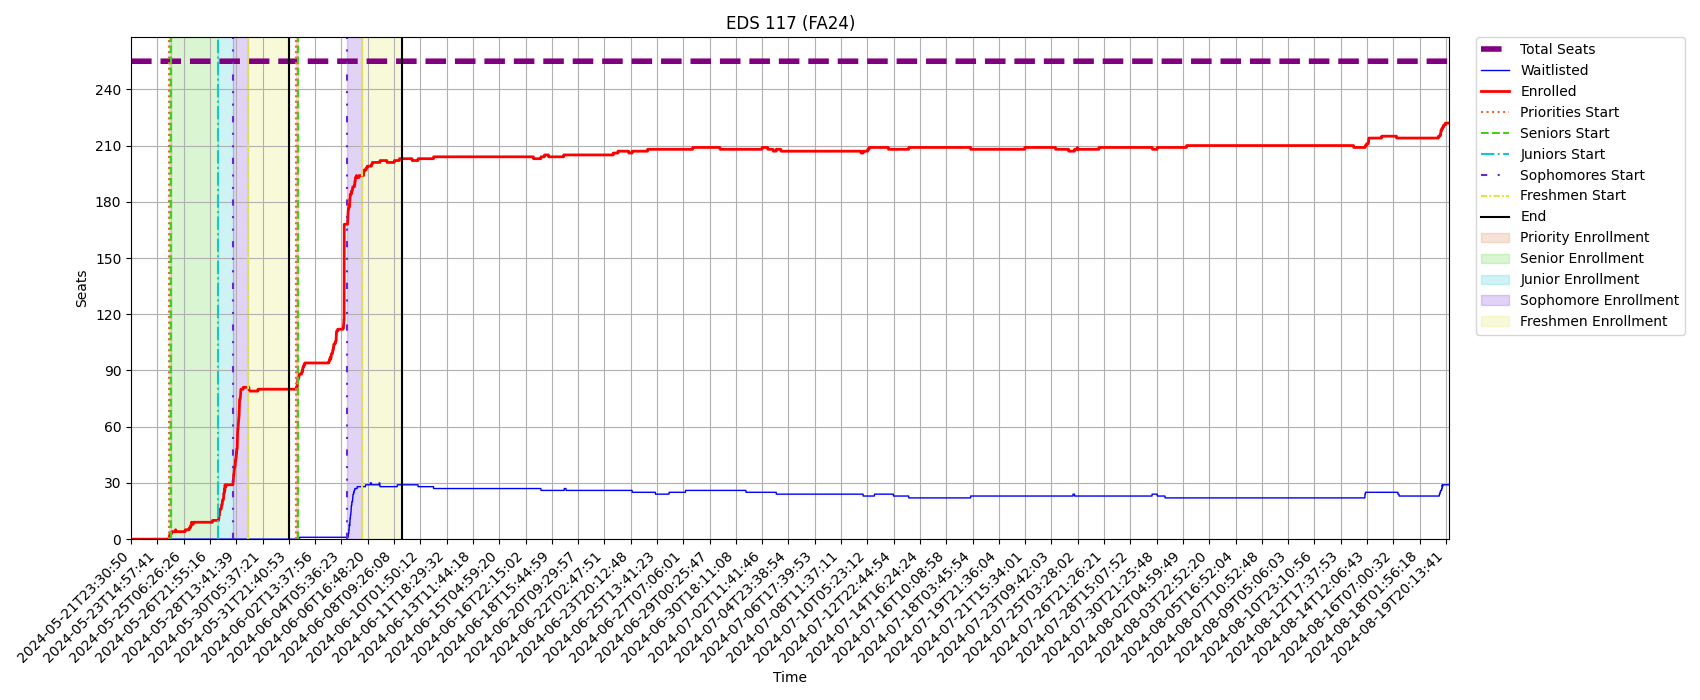 EDS 117 (FA24)
Total Seats
Waitlisted
Enrolled
Priorities Start
Seniors Start
Juniors Start
Sophomores Start
Freshmen Start
End
Priority Enrollment
Senior Enrollment
Junior Enrollment
Sophomore Enrollment
Freshmen Enrollment
Seats
240
210
180
150
120
90
60
30
0
2024-05-21T23:30:50
2024-05-23T14:57:41
2024-05-25T06:26:26
2024-05-26T21:55:16
2024-05-28T13:41:39
2024-05-30T05:37:21
2024-05-31T21:40:53
2024-06-02T13:37:56
2024-06-04T05:36:23
2024-06-06T16:48:20
2024-06-08T09:26:08
2024-06-10T01:50:12
2024-06-11T18:29:32
2024-06-13T11:44:18
2024-06-15T04:59:20
2024-06-16T22:15:02
2024-06-18T15:44:59
2024-06-20T09:29:57
2024-06-22T02:47:51
2024-06-23T20:12:48
2024-06-25T13:41:23
2024-06-27T07:06:01
2024-06-29T00:25:47
2024-06-30T18:11:08
2024-07-02T11:41:46
2024-07-04T23:38:54
2024-07-06T17:39:53
2024-07-08T11:37:11
2024-07-10T05:23:12
2024-07-12T22:44:54
2024-07-14T16:24:24
2024-07-16T10:08:58
2024-07-18T03:45:54
2024-07-19T21:36:04
2024-07-21T15:34:01
2024-07-23T09:42:03
2024-07-25T03:28:02
2024-07-26T21:26:21
2024-07-28T15:07:52
2024-07-30T21:25:48
2024-08-02T04:59:49
2024-08-03T22:52:20
2024-08-05T16:52:04
2024-08-07T10:52:48
2024-08-09T05:06:03
2024-08-10T23:10:56
2024-08-12T17:37:53
2024-08-14T12:06:43
2024-08-16T07:00:32
2024-08-18T01:56:18
2024-08-19T20:13:41
Time